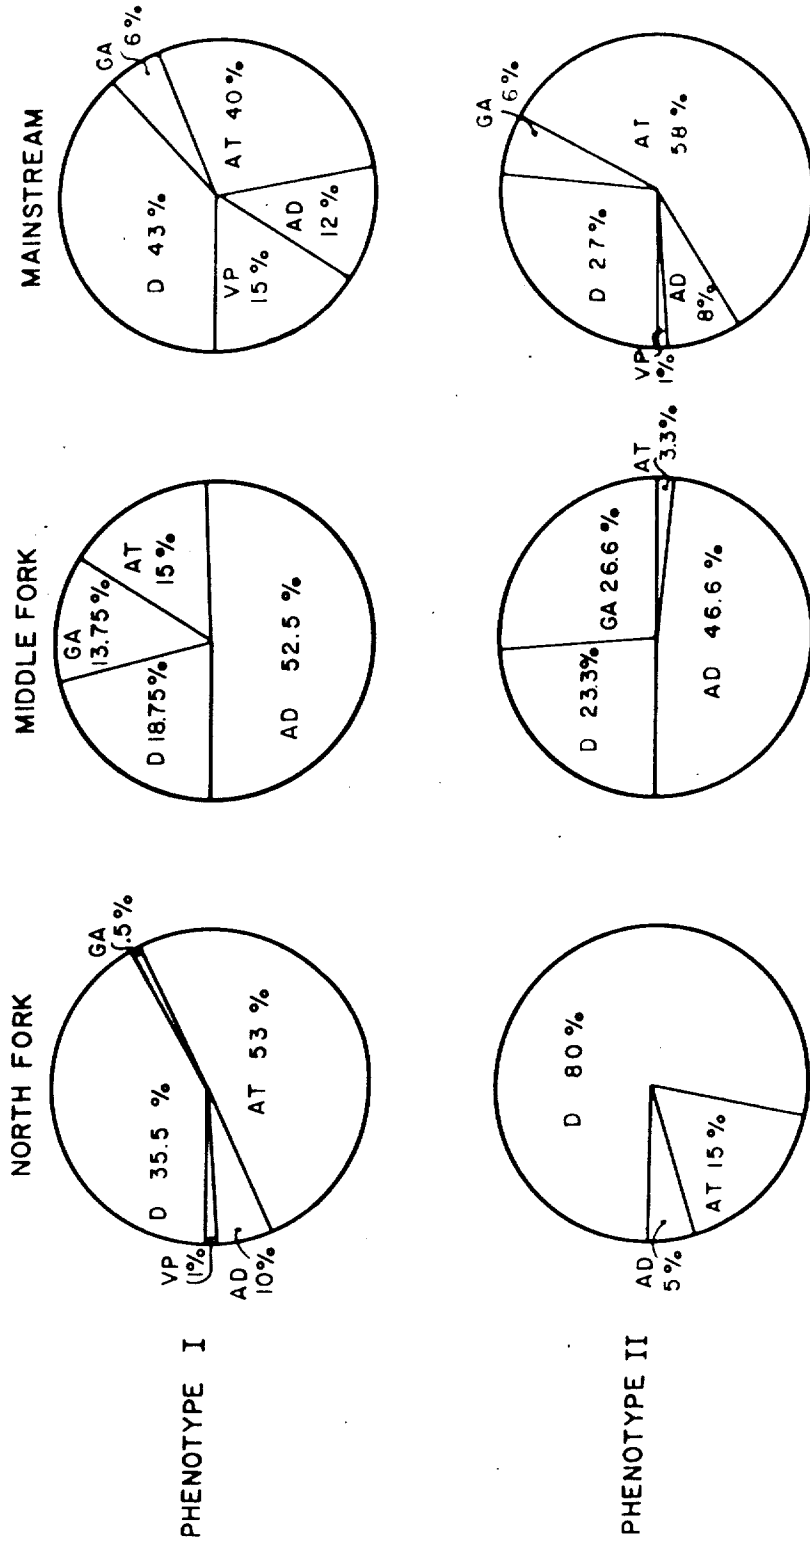 NORTH FORK
MIDDLE FORK
MAINSTREAM
PHENOTYPE I
D 35.5 %
GA
.5%
AT 53 %
AD
10%
VP
1%
D 18.75%
GA
13.75%
AT
15%
AD 52.5 %
D 43%
GA
6%
AT 40%
AD
12%
VP
15%
PHENOTYPE II
D 80%
AT 15%
AD
5%
D 23.3%
GA 26.6 %
AT
3.3%
AD 46.6 %
D 27%
GA
6%
AT
58 %
AD
8%
VP
1%